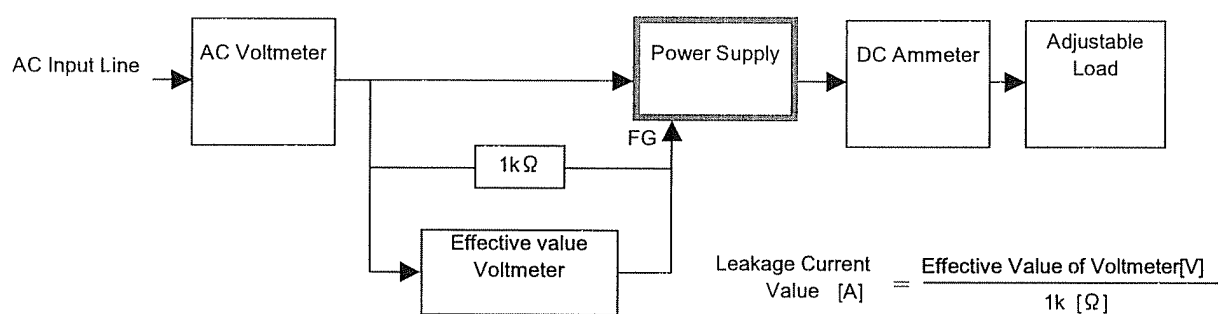 AC Input Line
AC Voltmeter
Power Supply
DC Ammeter
Adjustable
Load
FG
1kΩ
Effective value
Voltmeter
Leakage Current
Value [A]
= Effective Value of Voltmeter[V]
1k [Ω]